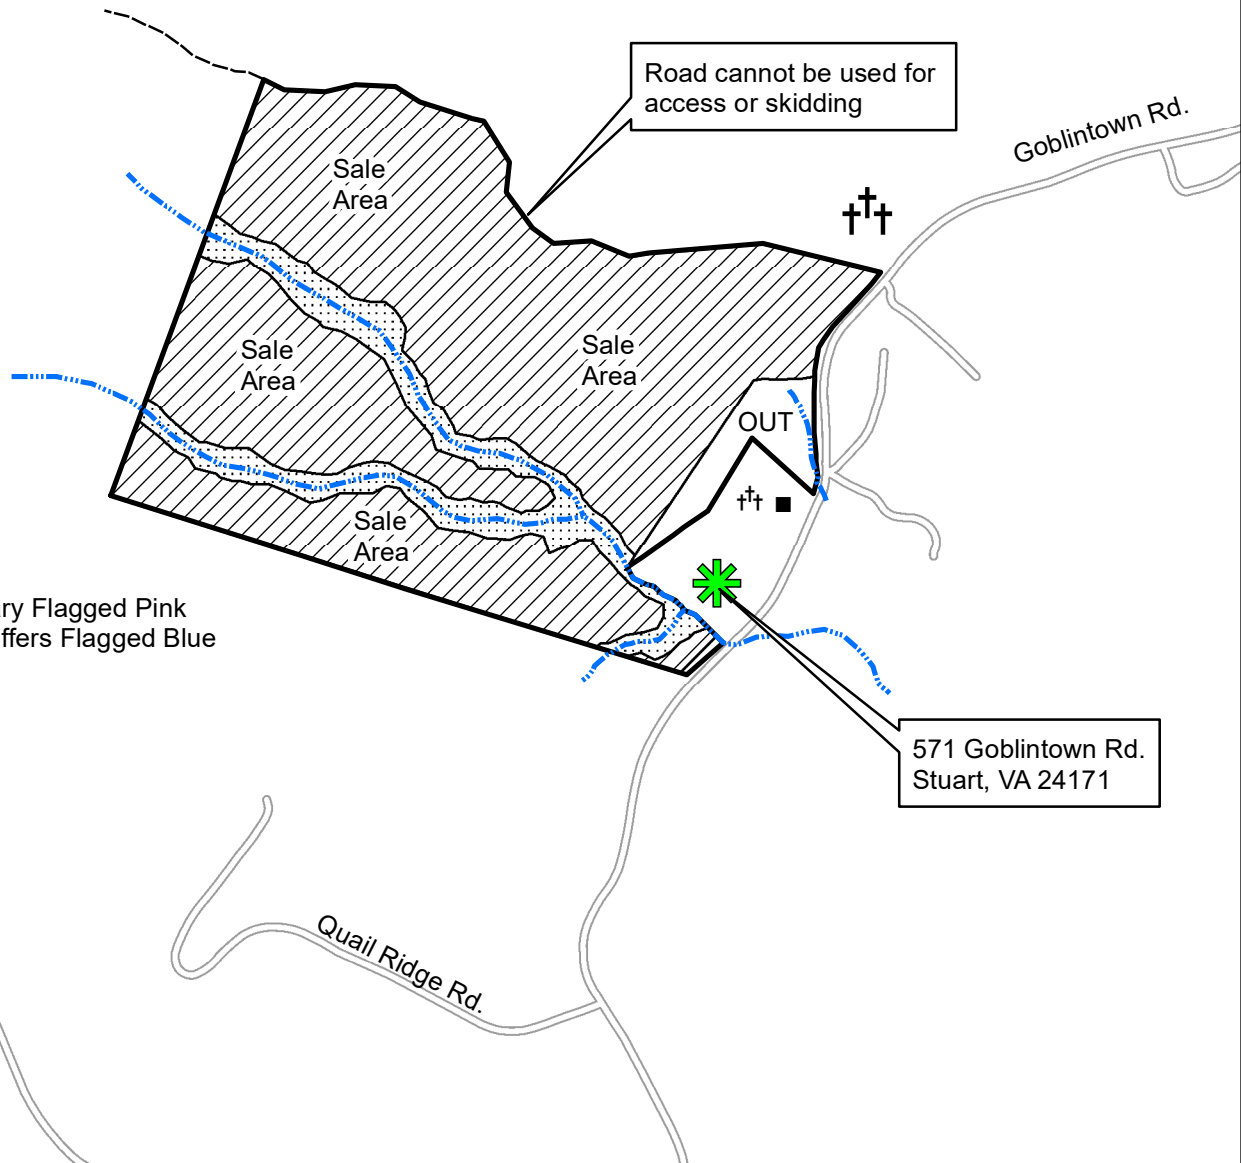 Road cannot be used for
access or skidding
Goblintown Rd.
Sale
Area
Sale
Area
Sale
Area
OUT
Sale
Area
ry Flagged Pink
ffers Flagged Blue
571 Goblintown Rd.
Stuart, VA 24171
Quail Ridge Rd.